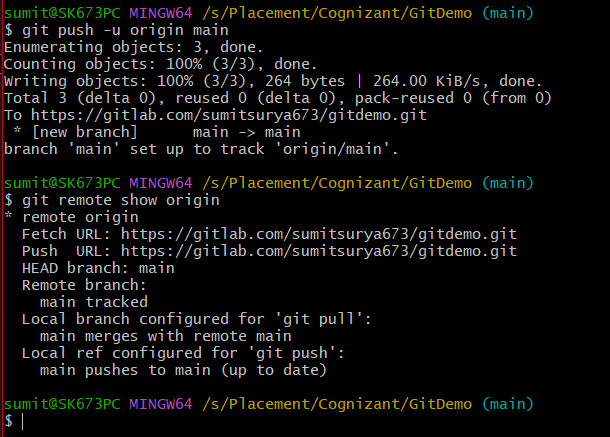 sumit@SK673PC MINGW64 /s/Placement/Cognizant/GitDemo (main)
$ git push -u origin main
Enumerating objects: 3, done.
Counting objects: 100% (3/3), done.
Writing objects: 100% (3/3), 264 bytes | 264.00 KiB/s, done.
Total 3 (delta 0), reused 0 (delta 0), pack-reused 0 (from 0)
To https://gitlab.com/sumitsurya673/gitdemo.git
 * [new branch]      main -> main
branch 'main' set up to track 'origin/main'.
sumit@SK673PC MINGW64 /s/Placement/Cognizant/GitDemo (main)
$ git remote show origin
* remote origin
  Fetch URL: https://gitlab.com/sumitsurya673/gitdemo.git
  Push  URL: https://gitlab.com/sumitsurya673/gitdemo.git
  HEAD branch: main
  Remote branch:
    main tracked
  Local branch configured for 'git pull':
    main merges with remote main
  Local ref configured for 'git push':
    main pushes to main (up to date)
sumit@SK673PC MINGW64 /s/Placement/Cognizant/GitDemo (main)
$